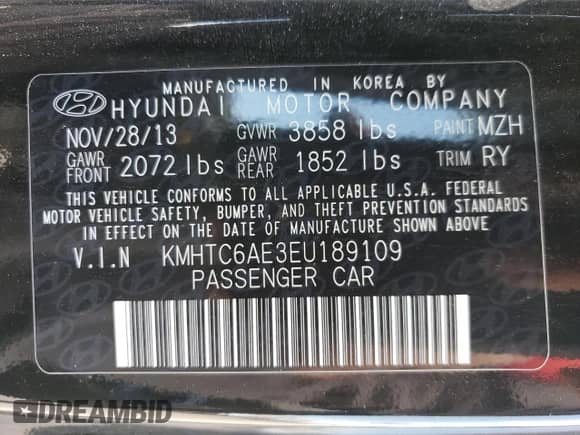 MANUFACTURED IN KOREA BY
HYUNDAI MOTOR COMPANY
NOV/28/13 GVWR 3858 lbs PAINT MZH
GAWR FRONT 2072 lbs GAWR REAR 1852 lbs TRIM RY
THIS VEHICLE CONFORMS TO ALL APPLICABLE U.S.A. FEDERAL
MOTOR VEHICLE SAFETY, BUMPER, AND THEFT PREVENTION STANDARDS
IN EFFECT ON THE DATE OF MANUFACTURE SHOWN ABOVE.
V.I.N KMHTC6AE3EU189109
PASSENGER CAR
DREAMBID